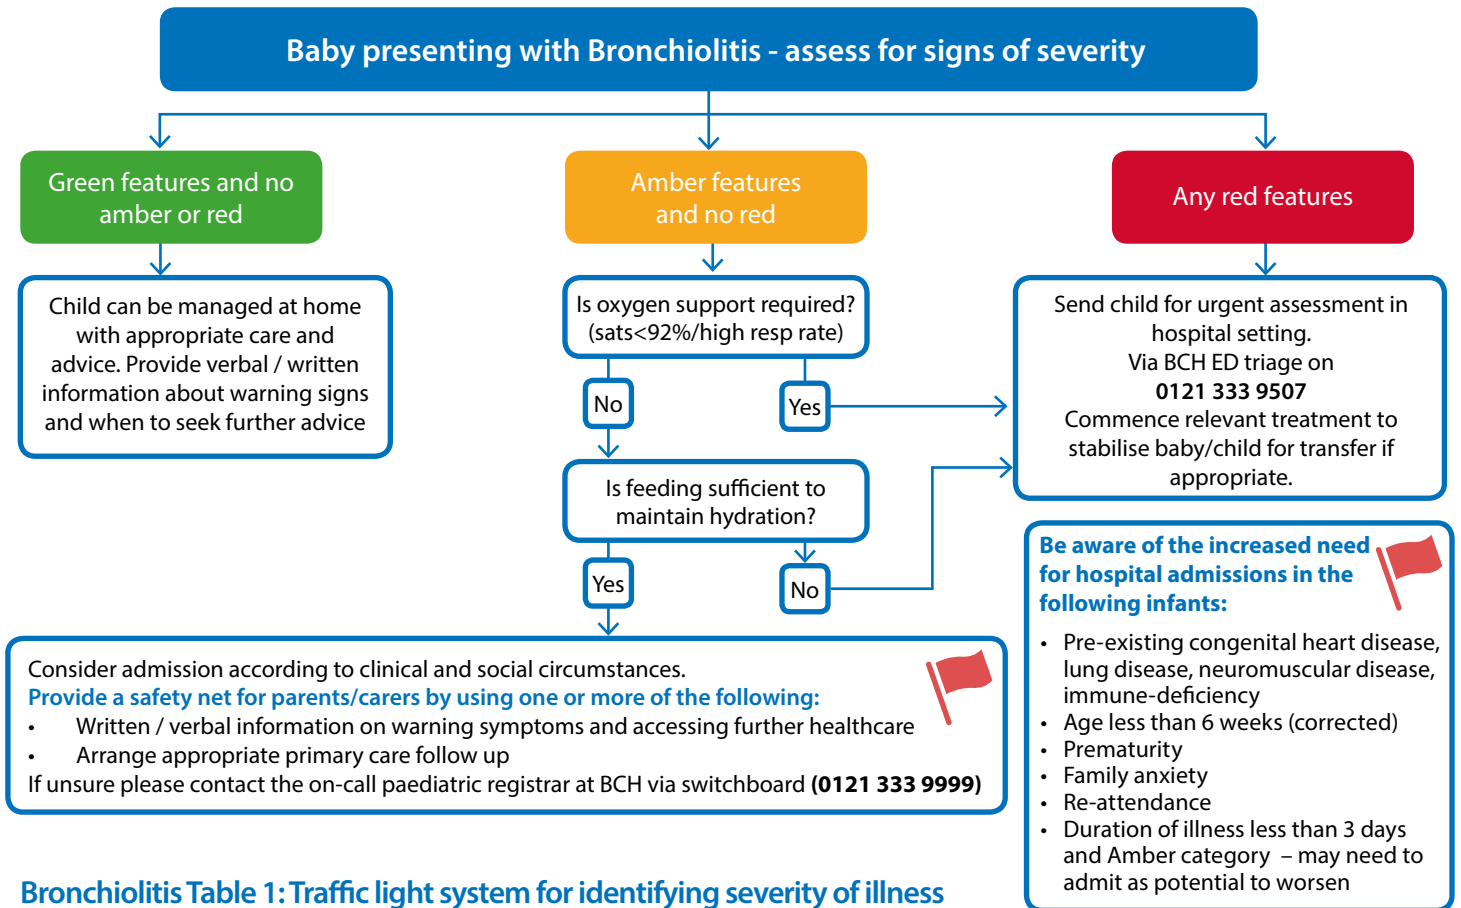 Baby presenting with Bronchiolitis - assess for signs of severity
Green features and no
amber or red
Amber features
and no red
Any red features
Child can be managed at home
with appropriate care and
advice. Provide verbal / written
information about warning signs
and when to seek further advice
Is oxygen support required?
(sats<92%/high resp rate)
No
Yes
Is feeding sufficient to
maintain hydration?
Yes
No
Send child for urgent assessment in
hospital setting.
Via BCH ED triage on
0121 333 9507
Commence relevant treatment to
stabilise baby/child for transfer if
appropriate.
Consider admission according to clinical and social circumstances.
Provide a safety net for parents/carers by using one or more of the following:
• Written / verbal information on warning symptoms and accessing further healthcare
• Arrange appropriate primary care follow up
If unsure please contact the on-call paediatric registrar at BCH via switchboard (0121 333 9999)
Be aware of the increased need
for hospital admissions in the
following infants:
• Pre-existing congenital heart disease,
lung disease, neuromuscular disease,
immune-deficiency
• Age less than 6 weeks (corrected)
• Prematurity
• Family anxiety
• Re-attendance
• Duration of illness less than 3 days
and Amber category – may need to
admit as potential to worsen
Bronchiolitis Table 1: Traffic light system for identifying severity of illness